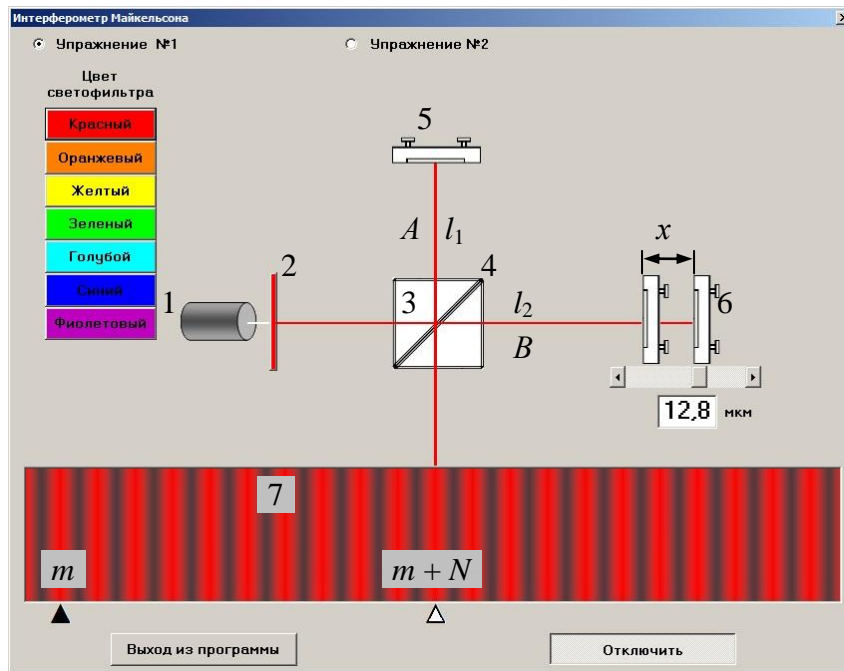 Интерферометр Майкельсона
Упражнение №1
Упражнение №2
Цвет
светофильтра
Красный
Оранжевый
Желтый
Зеленый
Голубой
Синий
Фиолетовый
5
A l₁
x
1 2 3 4
l₂
B
6
12,8 мкм
7
m
m + N
Выход из программы
Отключить